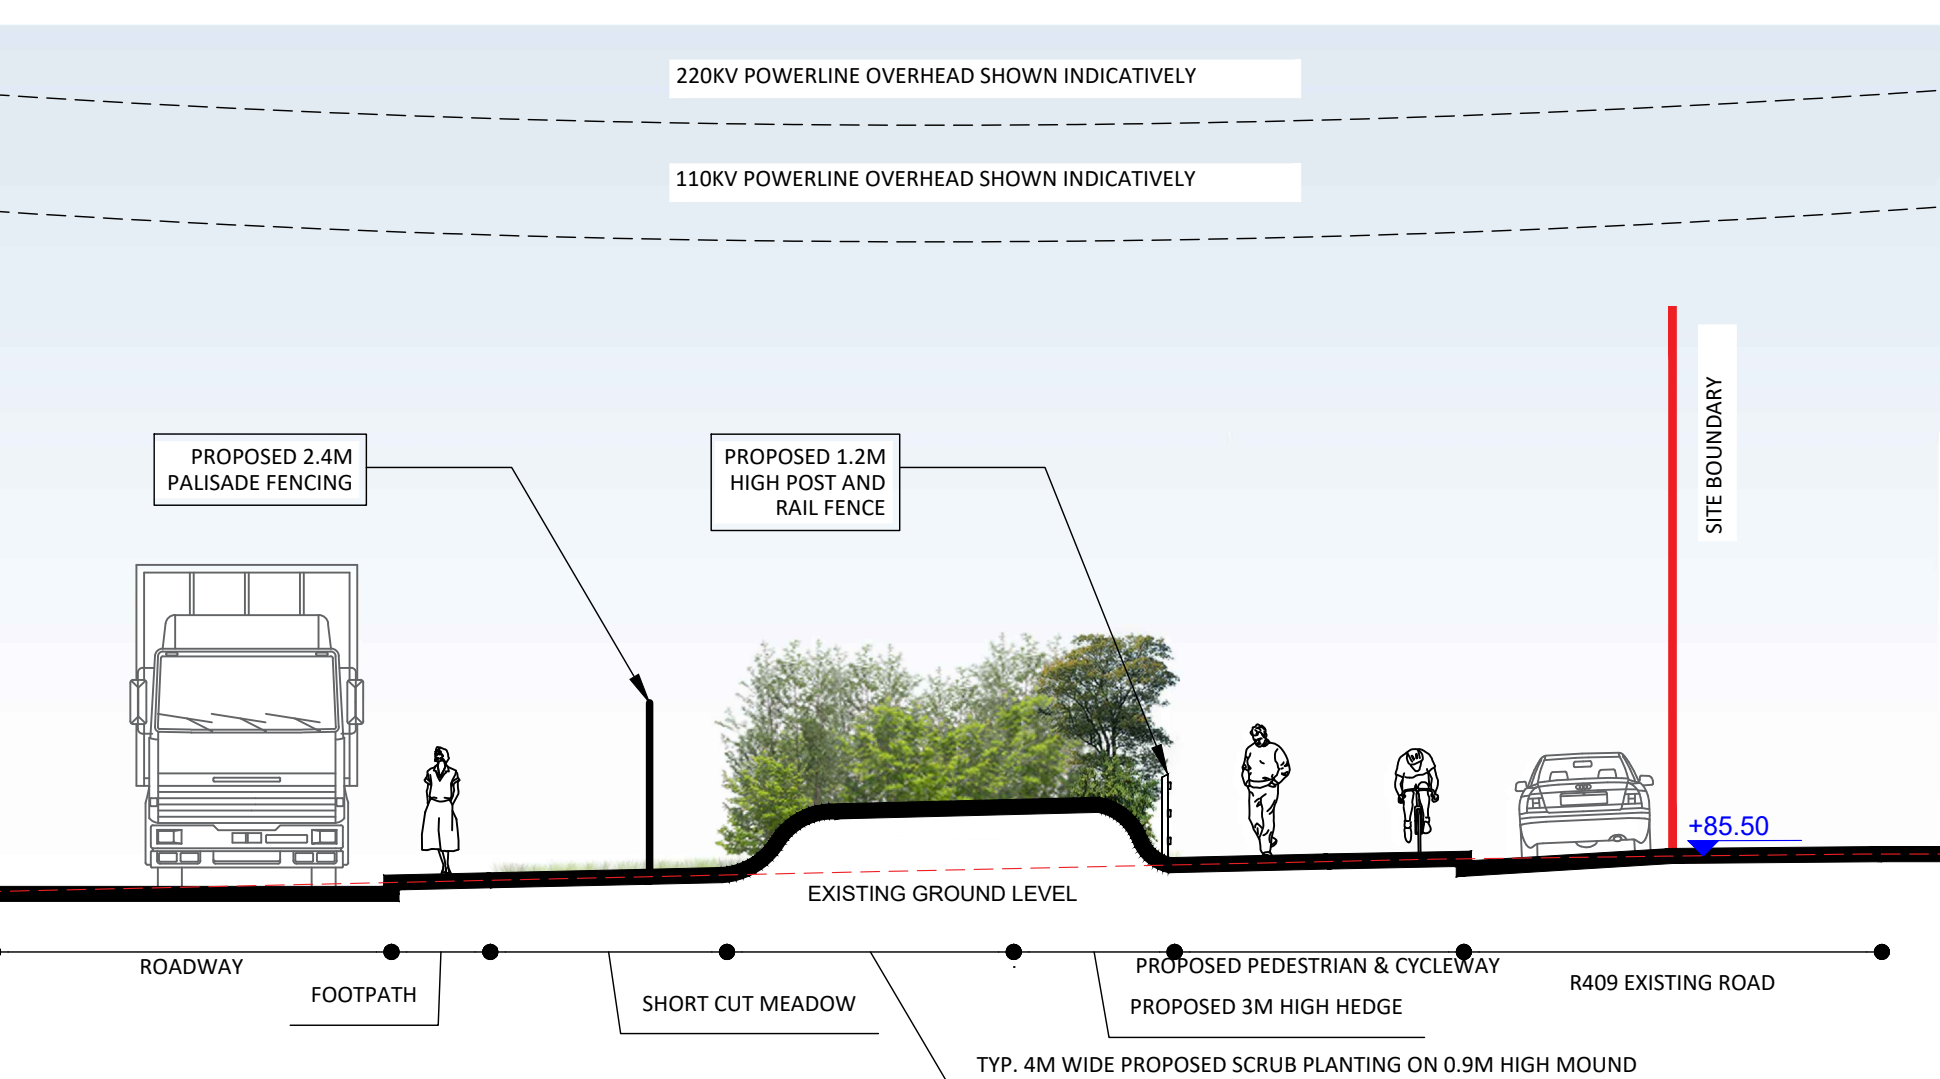 220KV POWERLINE OVERHEAD SHOWN INDICATIVELY
110KV POWERLINE OVERHEAD SHOWN INDICATIVELY
PROPOSED 2.4M
PALISADE FENCING
PROPOSED 1.2M
HIGH POST AND
RAIL FENCE
SITE BOUNDARY
+85.50
EXISTING GROUND LEVEL
ROADWAY
FOOTPATH
SHORT CUT MEADOW
PROPOSED PEDESTRIAN & CYCLEWAY
PROPOSED 3M HIGH HEDGE
R409 EXISTING ROAD
TYP. 4M WIDE PROPOSED SCRUB PLANTING ON 0.9M HIGH MOUND